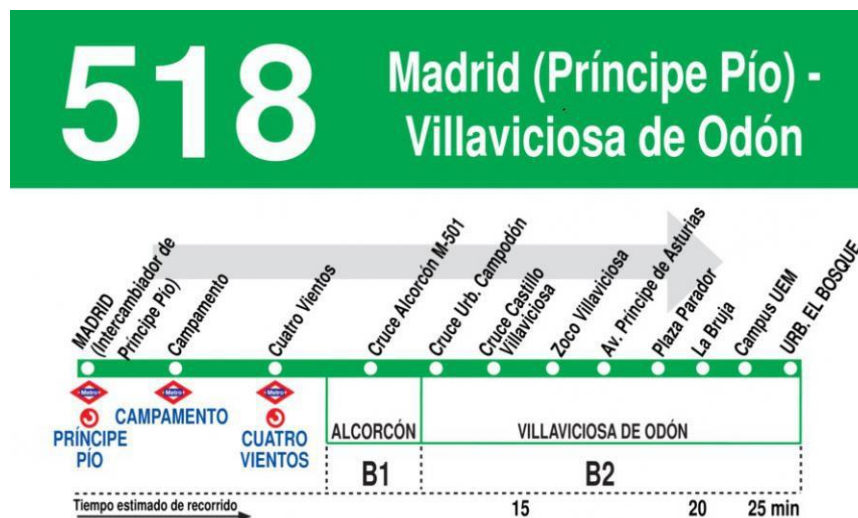 518
Madrid (Príncipe Pío) -
Villaviciosa de Odón
MADRID
(Intercambiador de
Príncipe Pío)
Campamento
Cuatro Vientos
Cruce Alcorcón M-501
Cruce Urb. Campodón
Cruce Castillo
Villaviciosa
Zoco Villaviciosa
Av. Príncipe de Asturias
Plaza Parador
La Bruja
Campus UEM
URB. EL BOSQUE
Metro
Metro
Metro
PRÍNCIPE
PÍO
CAMPAMENTO
CUATRO
VIENTOS
ALCORCÓN
VILLAVICIOSA DE ODÓN
B1
B2
Tiempo estimado de recorrido
15
20
25 min